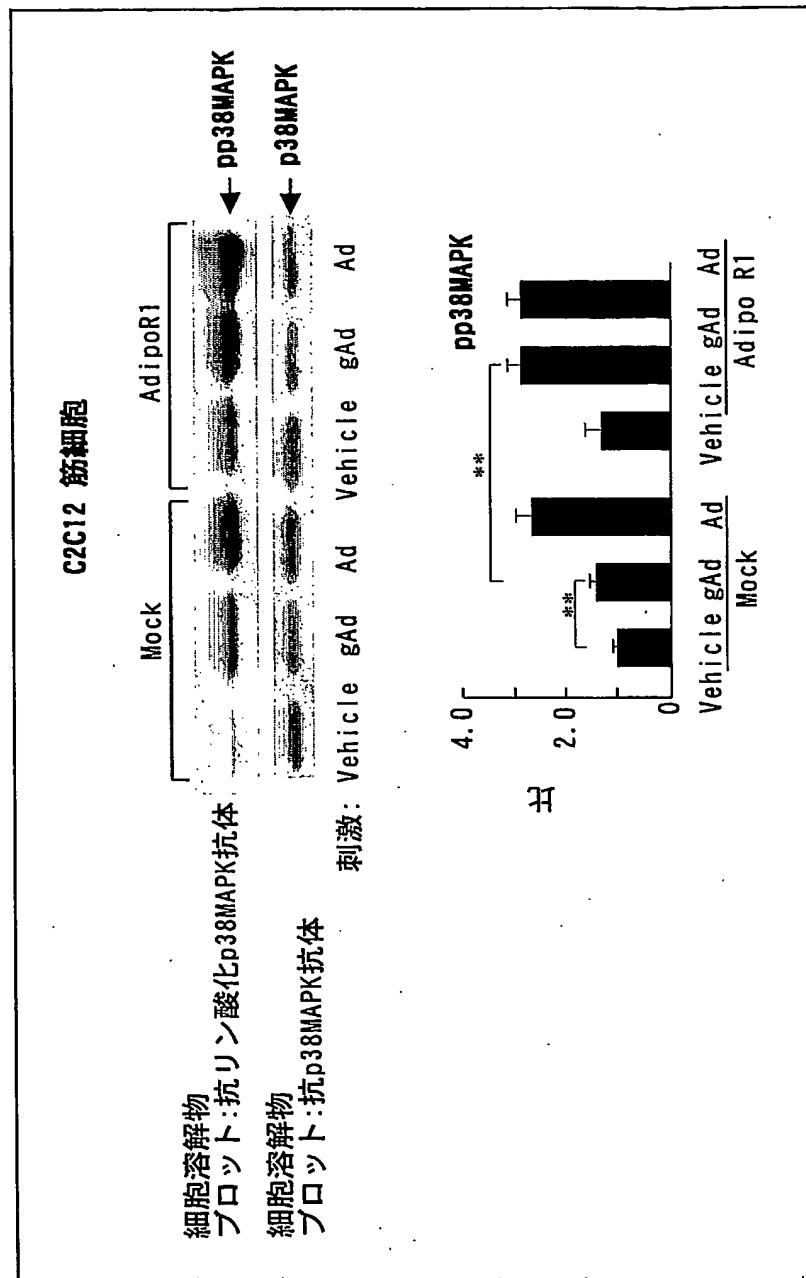 C2C12 筋細胞
Mock
AdipoR1
細胞溶解物
ブロット:抗リン酸化p38MAPK抗体
← pp38MAPK
細胞溶解物
ブロット:抗p38MAPK抗体
← p38MAPK
刺激: Vehicle gAd Ad Vehicle gAd Ad
pp38MAPK
比
4.0
2.0
0
**
**
Vehicle gAd Ad Vehicle gAd Ad
Mock Adipo R1